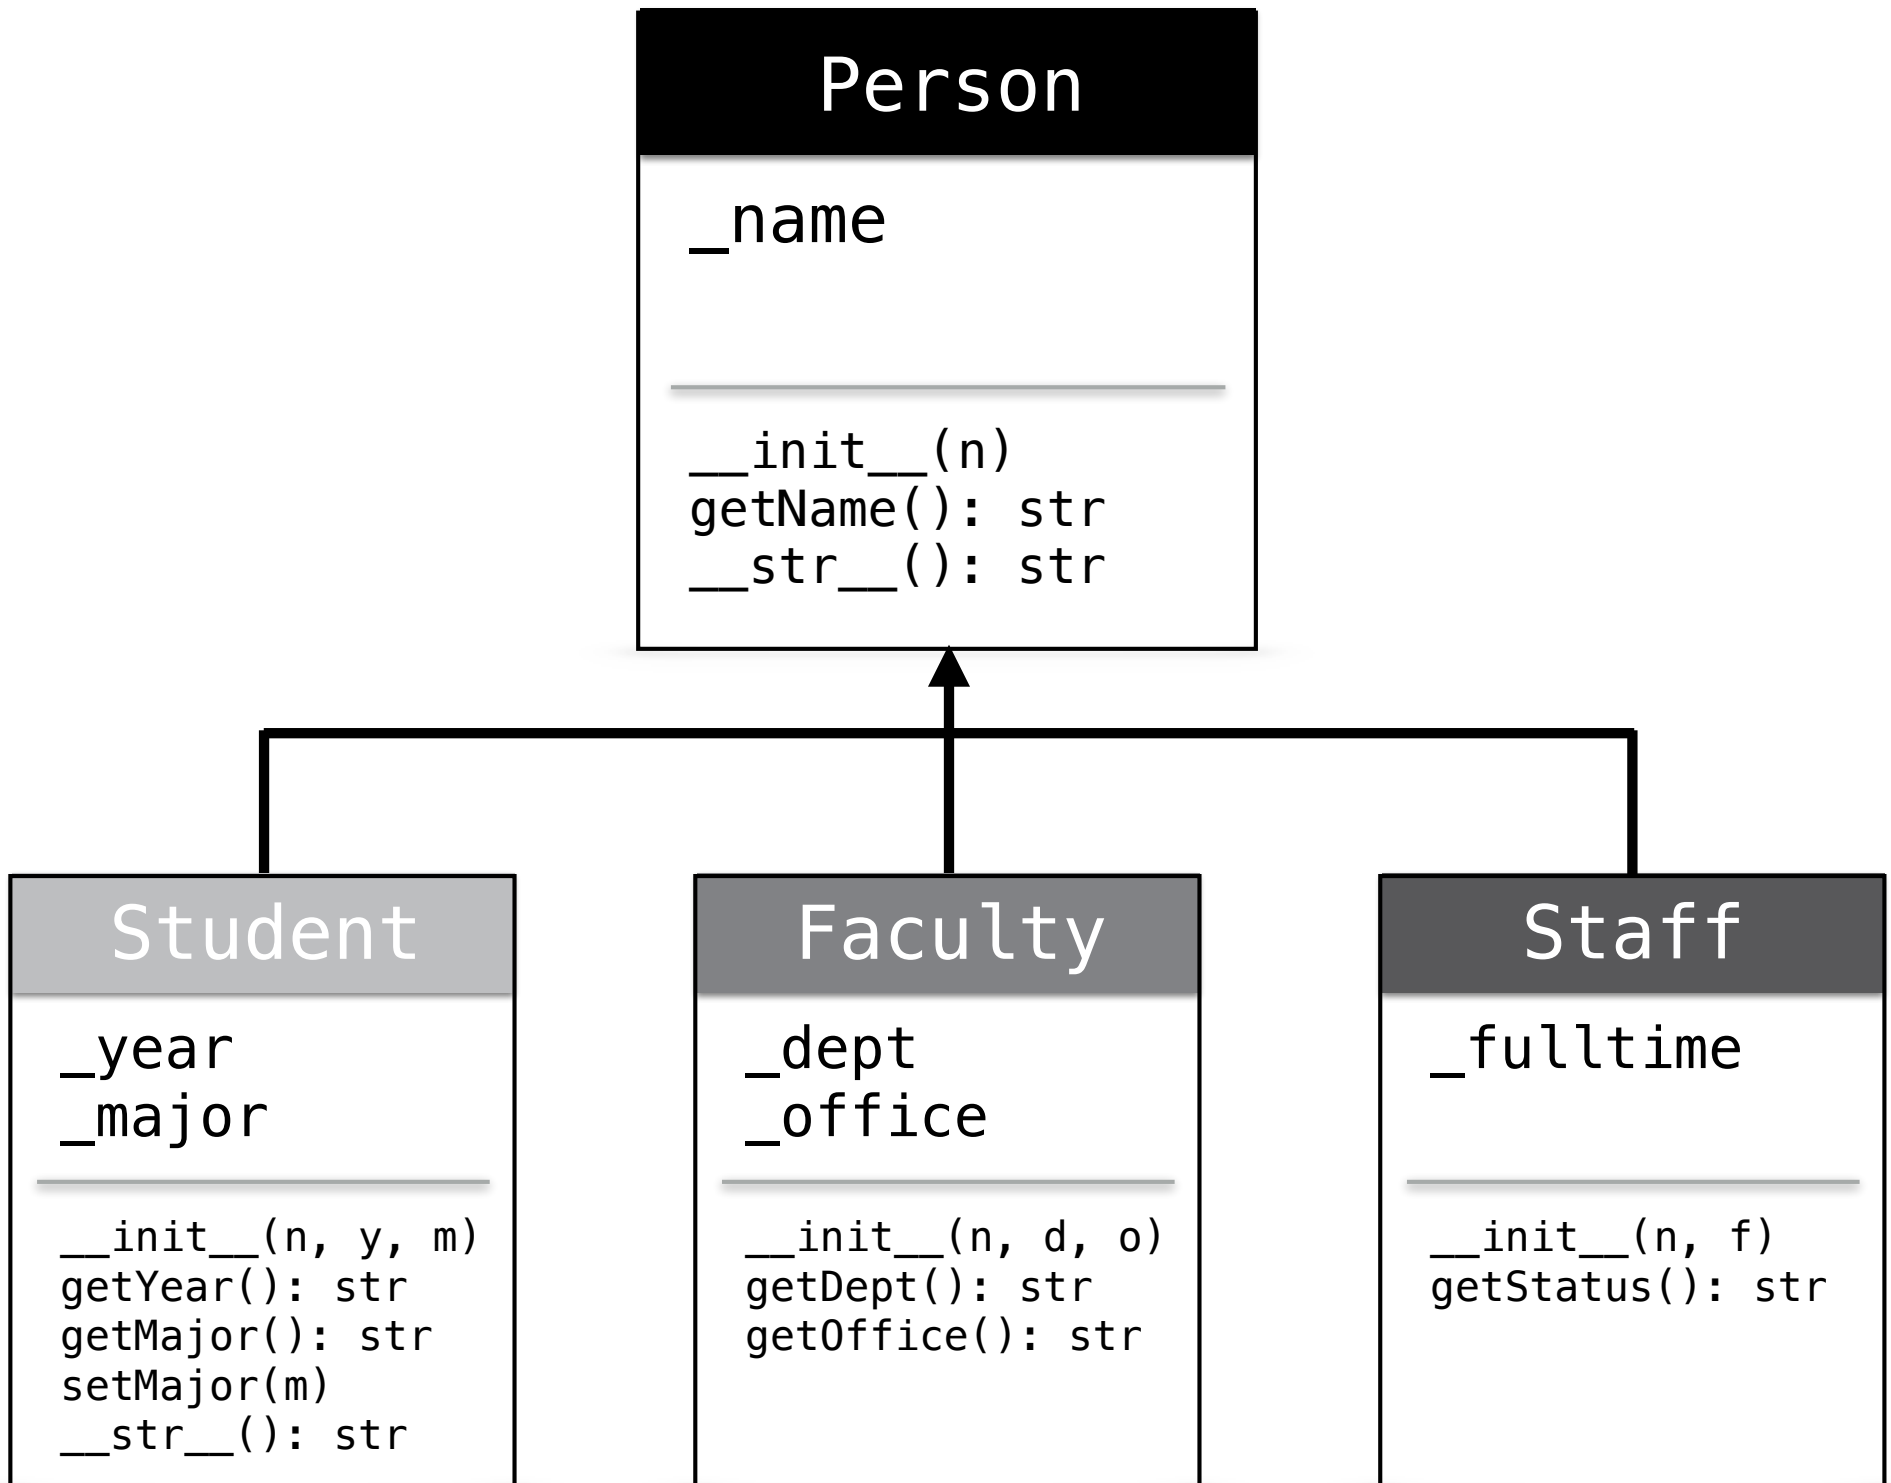 Person
_name
__init__(n)
getName(): str
__str__(): str
Student
_year
_major
__init__(n, y, m)
getYear(): str
getMajor(): str
setMajor(m)
__str__(): str
Faculty
_dept
_office
__init__(n, d, o)
getDept(): str
getOffice(): str
Staff
_fulltime
__init__(n, f)
getStatus(): str